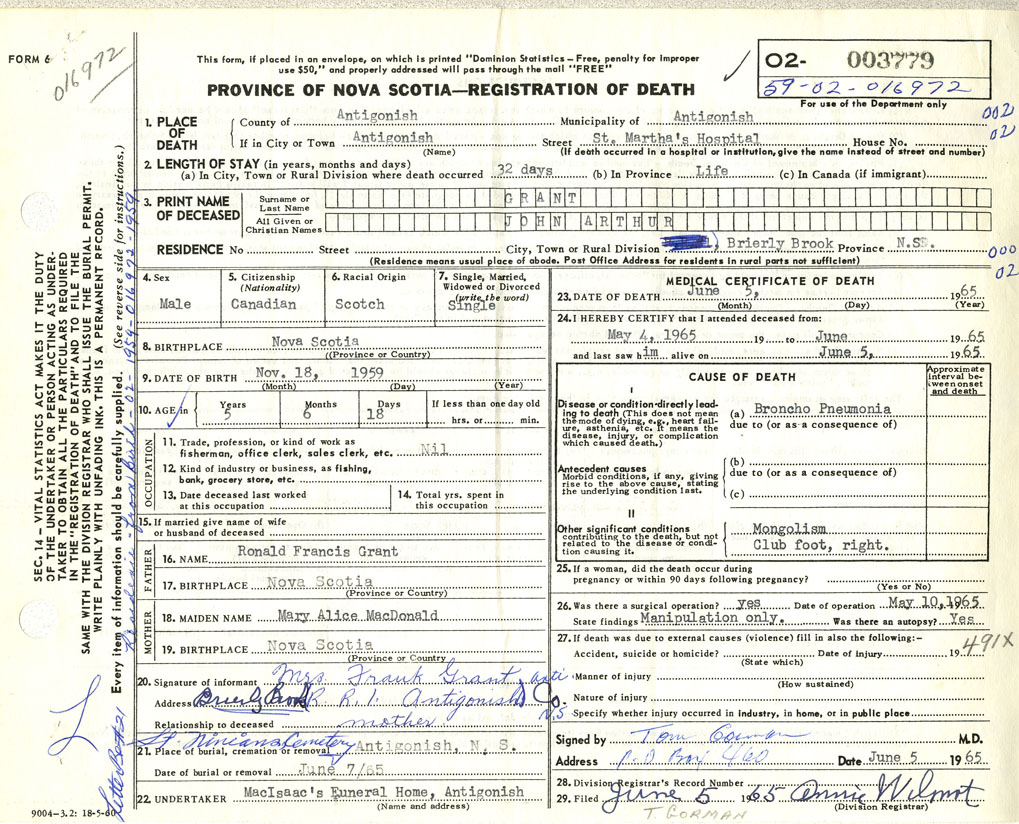 FORM 6
016972
This form, if placed in an envelope, on which is printed "Dominion Statistics – Free, penalty for improper
use $50," and properly addressed will pass through the mail "FREE"
PROVINCE OF NOVA SCOTIA—REGISTRATION OF DEATH
02- 003779
59-02-016972
For use of the Department only
1. PLACE OF DEATH
County of Antigonish Municipality of Antigonish 002
If in City or Town Antigonish Street St. Martha's Hospital House No. 02
(Name) (If death occurred in a hospital or institution, give the name instead of street and number)
2. LENGTH OF STAY (in years, months and days)
(a) In City, Town or Rural Division where death occurred 32 days (b) In Province Life (c) In Canada (if immigrant)
3. PRINT NAME OF DECEASED
Surname or Last Name GRANT
All Given or Christian Names JOHN ARTHUR
RESIDENCE No Street City, Town or Rural Division Brierly Brook Province N.S. 000
(Residence means usual place of abode. Post Office Address for residents in rural parts not sufficient) 02
4. Sex Male
5. Citizenship (Nationality) Canadian
6. Racial Origin Scotch
7. Single, Married, Widowed or Divorced (write the word) Single
8. BIRTHPLACE Nova Scotia
(Province or Country)
9. DATE OF BIRTH Nov. 18, 1959
(Month) (Day) (Year)
10. AGE in Years 5 Months 6 Days 18 If less than one day old hrs. or min.
OCCUPATION
11. Trade, profession, or kind of work as
fisherman, office clerk, sales clerk, etc. Nil
12. Kind of industry or business, as fishing,
bank, grocery store, etc.
13. Date deceased last worked
at this occupation
14. Total yrs. spent in
this occupation
15. If married give name of wife
or husband of deceased
FATHER
16. NAME Ronald Francis Grant
17. BIRTHPLACE Nova Scotia
(Province or Country)
MOTHER
18. MAIDEN NAME Mary Alice MacDonald
19. BIRTHPLACE Nova Scotia
(Province or Country)
20. Signature of informant Mrs. Frank Grant
Address Brierly Brook R. R. 1. Antigonish Co. N.S
Relationship to deceased mother
St. Ninians Cemetery
21. Place of burial, cremation or removal Antigonish, N. S.
Date of burial or removal June 7/65
22. UNDERTAKER MacIsaac's Funeral Home, Antigonish
(Name and address)
MEDICAL CERTIFICATE OF DEATH
23. DATE OF DEATH June 5, 1965
(Month) (Day) (Year)
24. I HEREBY CERTIFY that I attended deceased from:
May 4, 1965 19 to June 1965
and last saw him alive on June 5, 1965
CAUSE OF DEATH
Approximate interval between onset and death
I
Disease or condition directly leading
to death (This does not mean
the mode of dying, e.g., heart failure,
asthenia, etc. It means the
disease, injury, or complication
which caused death.)
(a) Broncho Pneumonia
due to (or as a consequence of)
Antecedent causes
Morbid conditions, if any, giving
rise to the above cause, stating
the underlying condition last.
(b)
due to (or as a consequence of)
(c)
II
Other significant conditions
contributing to the death, but not
related to the disease or condition
causing it.
Mongolism
Club foot, right.
25. If a woman, did the death occur during
pregnancy or within 90 days following pregnancy?
(Yes or No)
26. Was there a surgical operation? yes Date of operation May 10, 1965
State findings Manipulation only. Was there an autopsy? Yes
27. If death was due to external causes (violence) fill in also the following:–
Accident, suicide or homicide? Date of injury 19 491X
(State which)
Manner of injury
(How sustained)
Nature of injury
Specify whether injury occurred in industry, in home, or in public place
Signed by Tom Gorman M.D.
Address P.O Box 460 Date June 5 1965
28. Division Registrar's Record Number
29. Filed June 5 1965 Annie Wilmot
(Division Registrar)
T. GORMAN
9004—3.2: 18-5-60
SEC. 14 – VITAL STATISTICS ACT MAKES IT THE DUTY
OF THE UNDERTAKER OR PERSON ACTING AS UNDERTAKER
TO OBTAIN ALL THE PARTICULARS REQUIRED
IN THE "REGISTRATION OF DEATH" AND TO FILE THE
SAME WITH THE DIVISION REGISTRAR WHO SHALL ISSUE THE BURIAL PERMIT.
WRITE PLAINLY WITH UNFADING INK. THIS IS A PERMANENT RECORD.
Every item of information should be carefully supplied. (See reverse side for instructions.)
Residence - from Birth - 02 - 1959-016972-1959